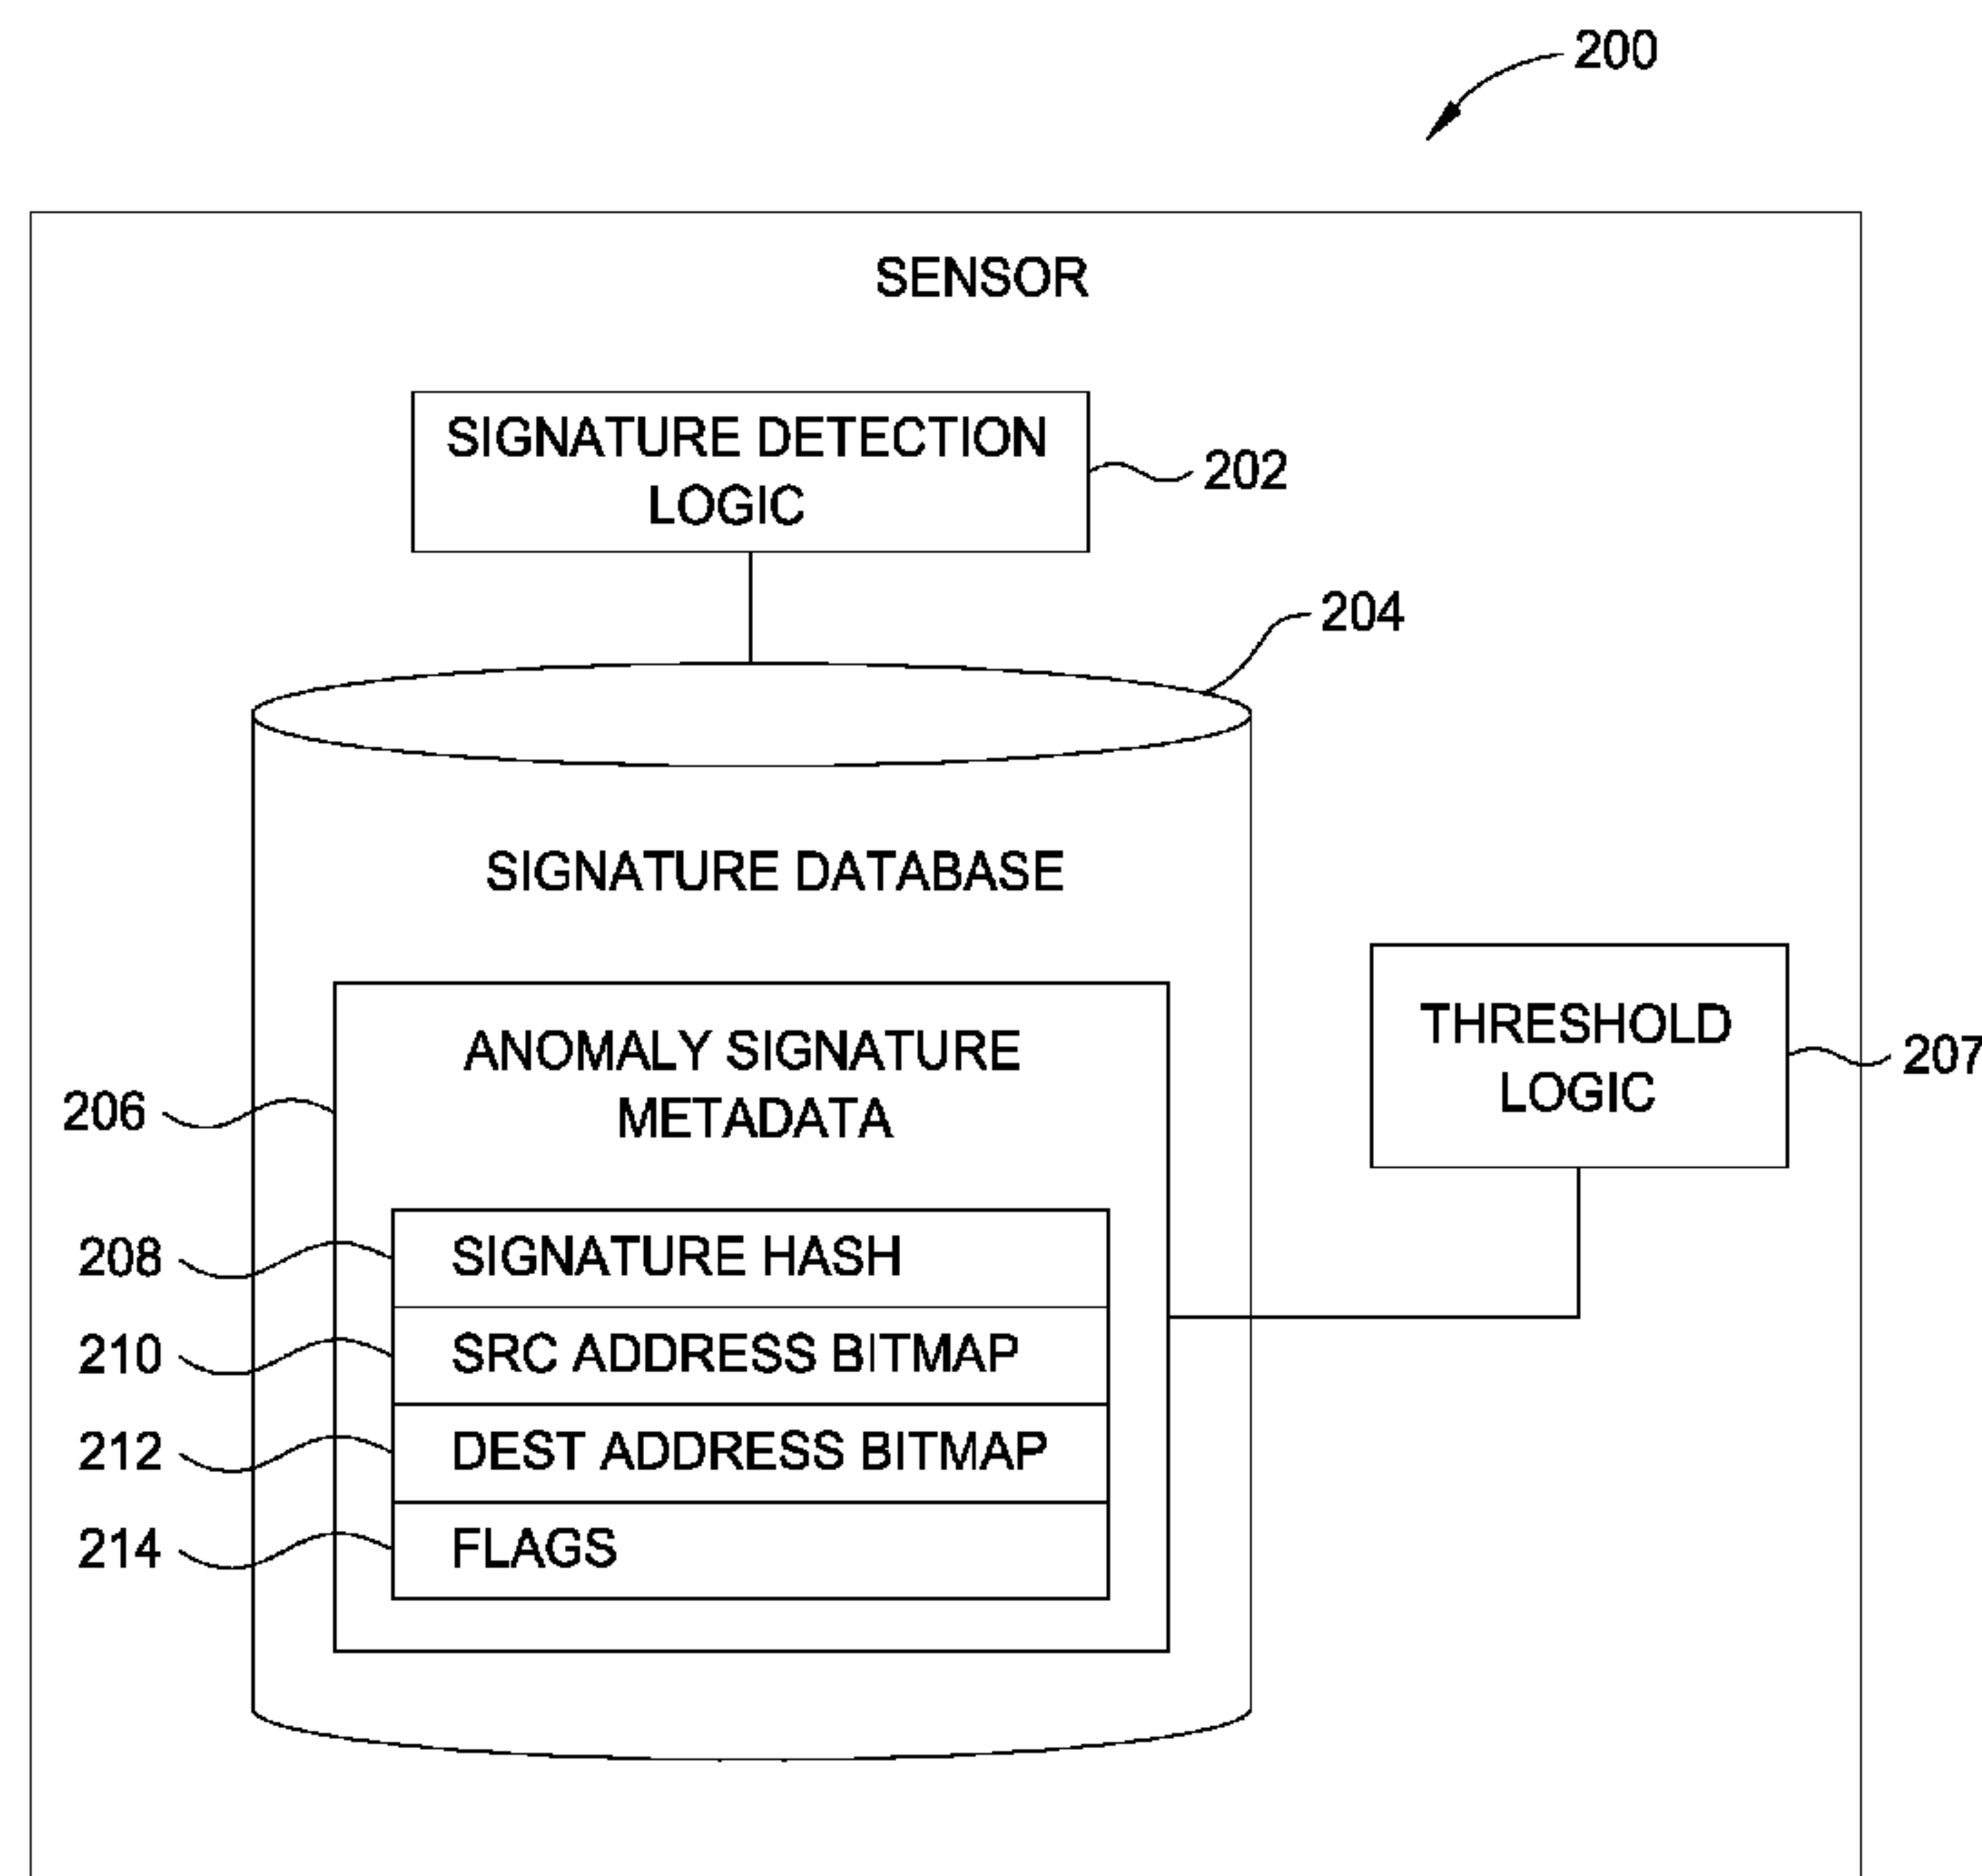 200
SENSOR
SIGNATURE DETECTION
LOGIC
202
204
SIGNATURE DATABASE
ANOMALY SIGNATURE
METADATA
206
THRESHOLD
LOGIC
207
208
SIGNATURE HASH
210
SRC ADDRESS BITMAP
212
DEST ADDRESS BITMAP
214
FLAGS